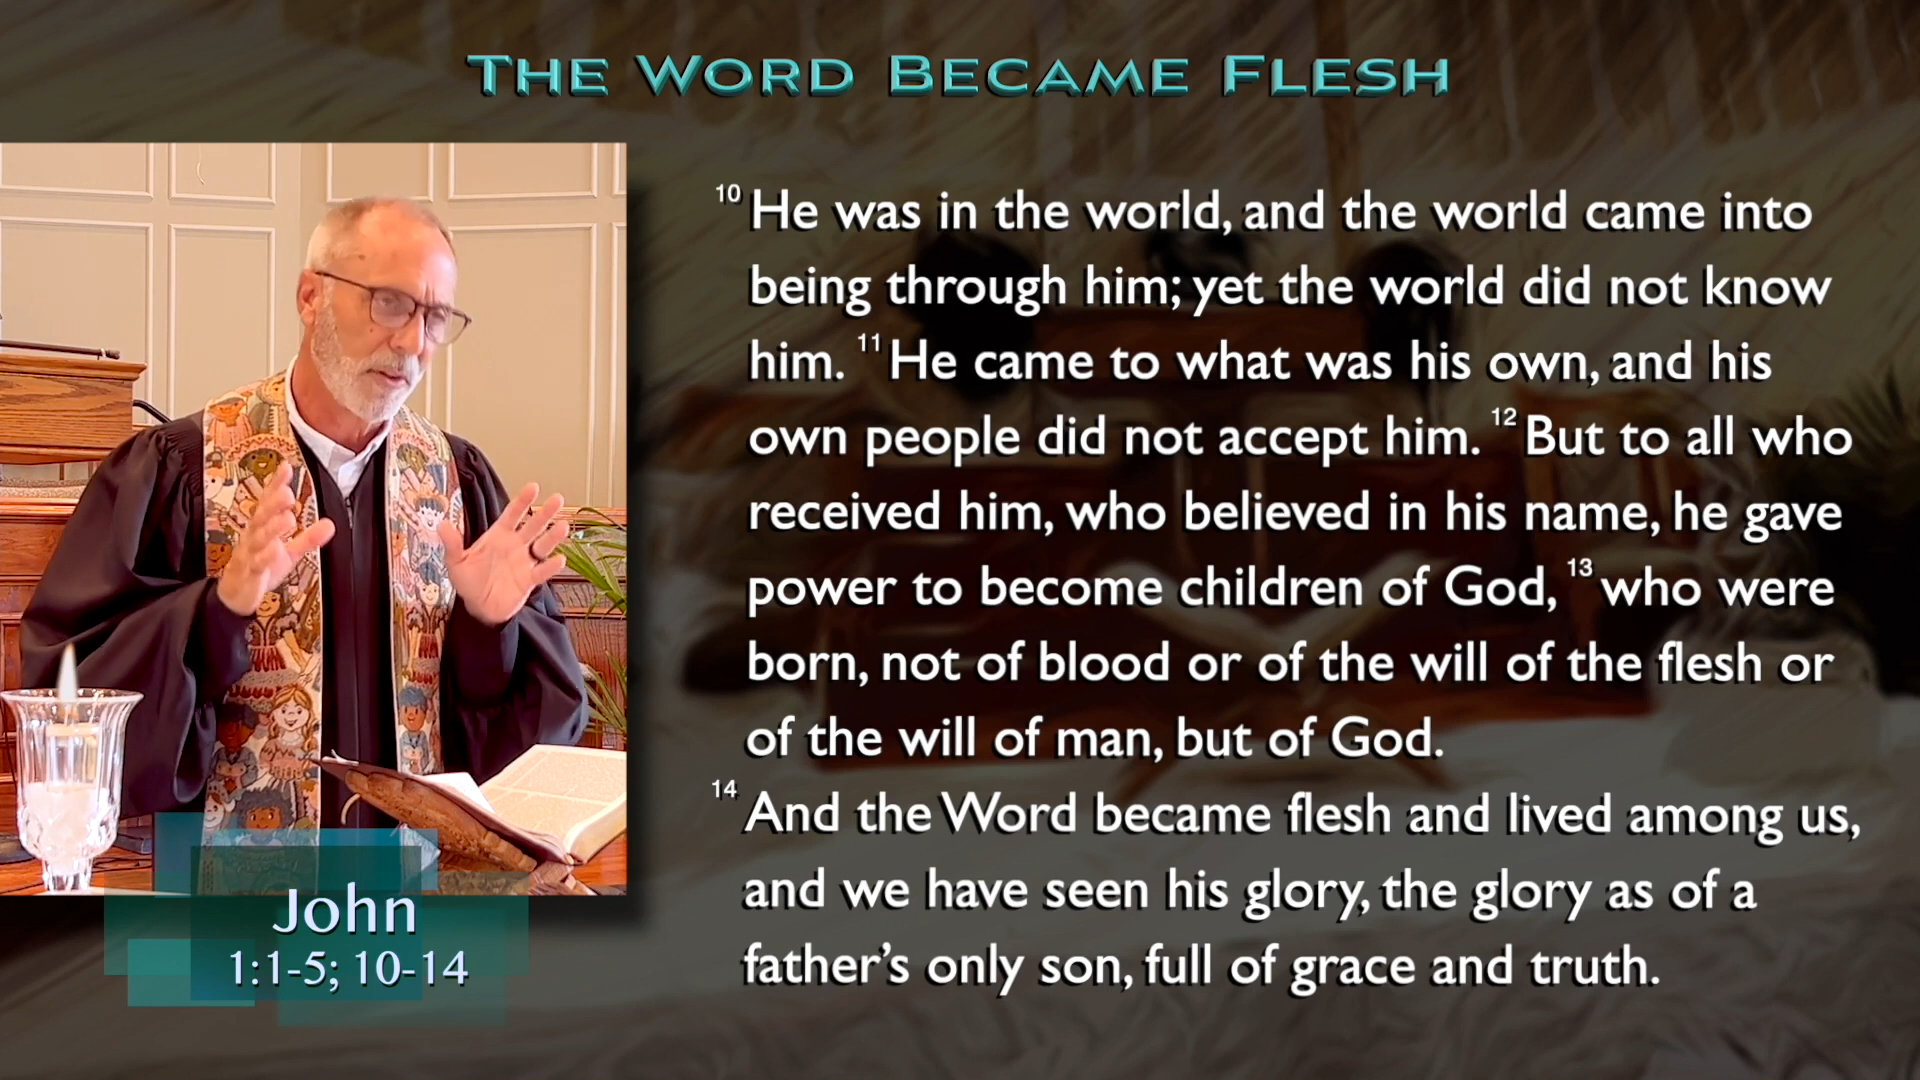 THE WORD BECAME FLESH
10 He was in the world, and the world came into
being through him; yet the world did not know
him. 11 He came to what was his own, and his
own people did not accept him. 12 But to all who
received him, who believed in his name, he gave
power to become children of God, 13 who were
born, not of blood or of the will of the flesh or
of the will of man, but of God.
14 And the Word became flesh and lived among us,
and we have seen his glory, the glory as of a
father’s only son, full of grace and truth.
John
1:1-5; 10-14